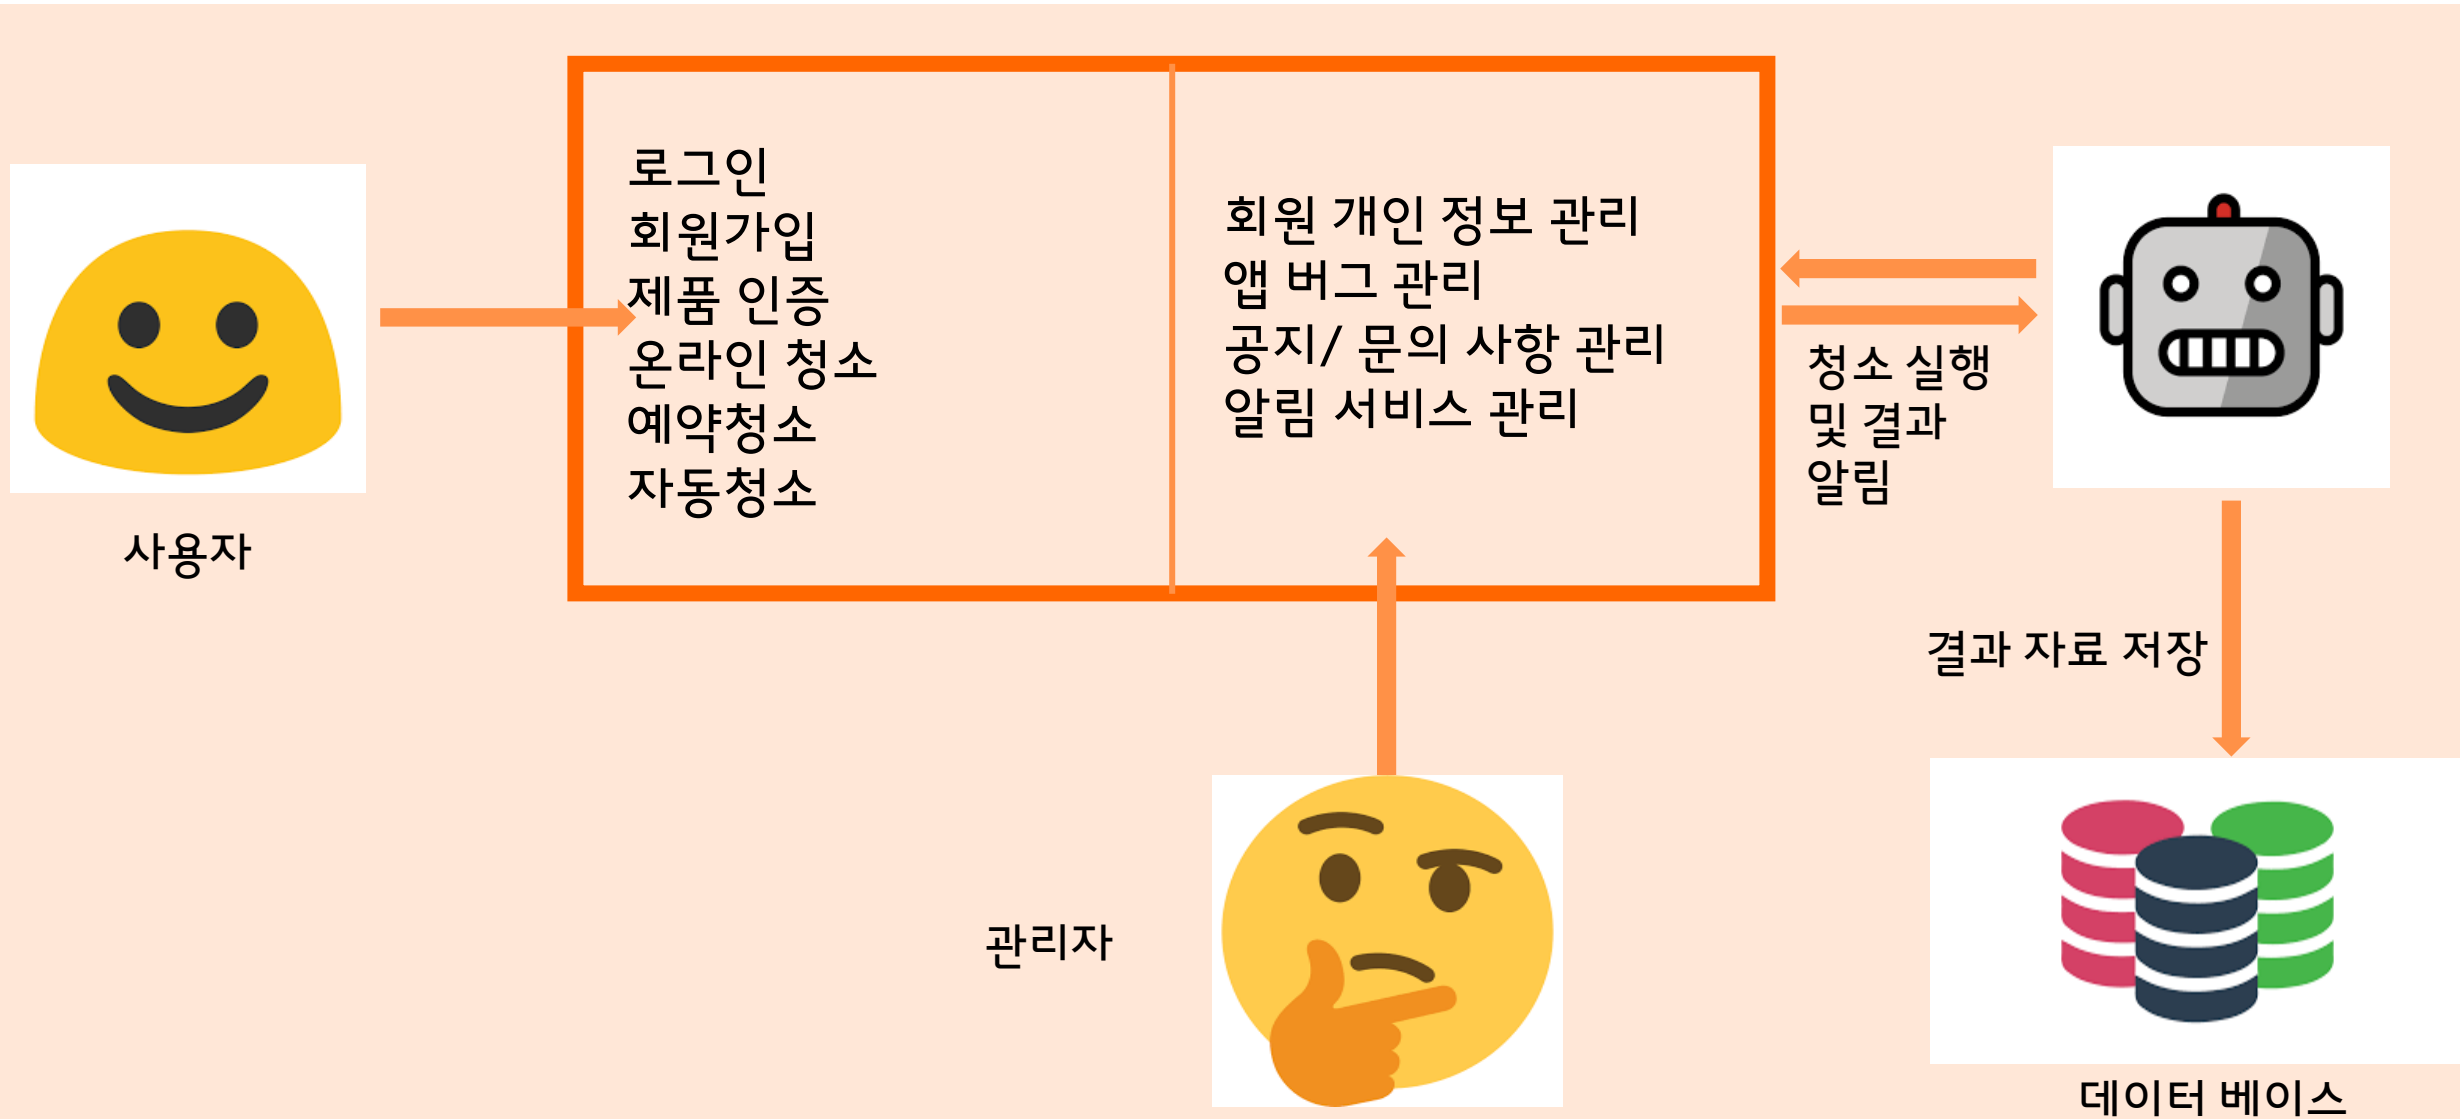 로그인
회원가입
제품 인증
온라인 청소
예약청소
자동청소
회원 개인 정보 관리
앱 버그 관리
공지/ 문의 사항 관리
알림 서비스 관리
청소 실행
및 결과
알림
사용자
결과 자료 저장
관리자
데이터 베이스